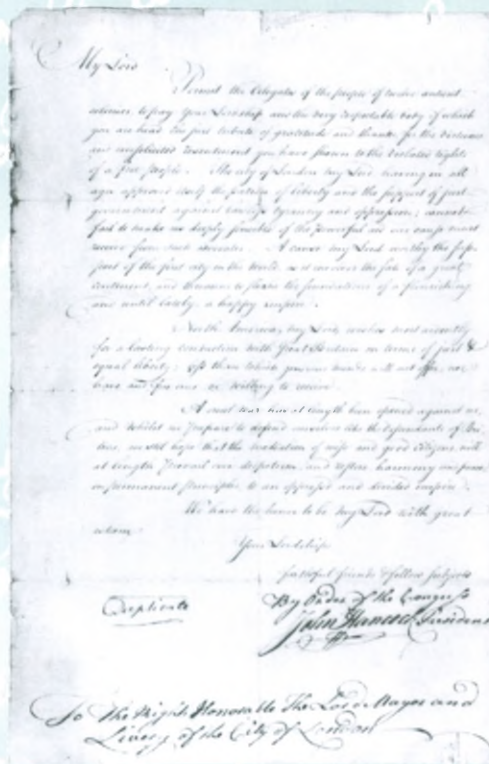 My Lord
Permit the Delegates of the people of twelve antient
colonies, to pay your Lordship and the very respectable body of which
you are head the just tribute of gratitude and thanks for the virtuous
and unsolicited resentment you have shown to the violated rights
of a free people. The city of London my Lord having in all
ages approved itself the patron of liberty and the support of just
government against lawless tyranny and oppression; cannot
fail to make us deeply sensible of the powerful aid our cause must
receive from such advocates. A cause my Lord worthy the support
of the first city in the world, as it involves the fate of a great
continent, and threatens to shake the foundations of a flourishing
and until lately a happy empire.
North America, my Lord, wishes most ardently
for a lasting connection with Great Britain on terms of just &
equal liberty; less than which generous minds will not offer, nor
brave and free ones be willing to receive.
A cruel war has at length been opened against us,
and whilst we prepare to defend ourselves like the descendants of Britons,
we still hope that the mediation of wise and good citizens, will
at length prevail over despotism, and restore harmony and peace,
on permanent principles, to an oppressed and divided empire.
We have the honor to be my Lord with great
esteem
Your Lordship's
faithful friends & fellow subjects
Duplicate
By Order of the Congress
John Hancock President
To The Right Honorable The Lord Mayor and
Livery of the City of London